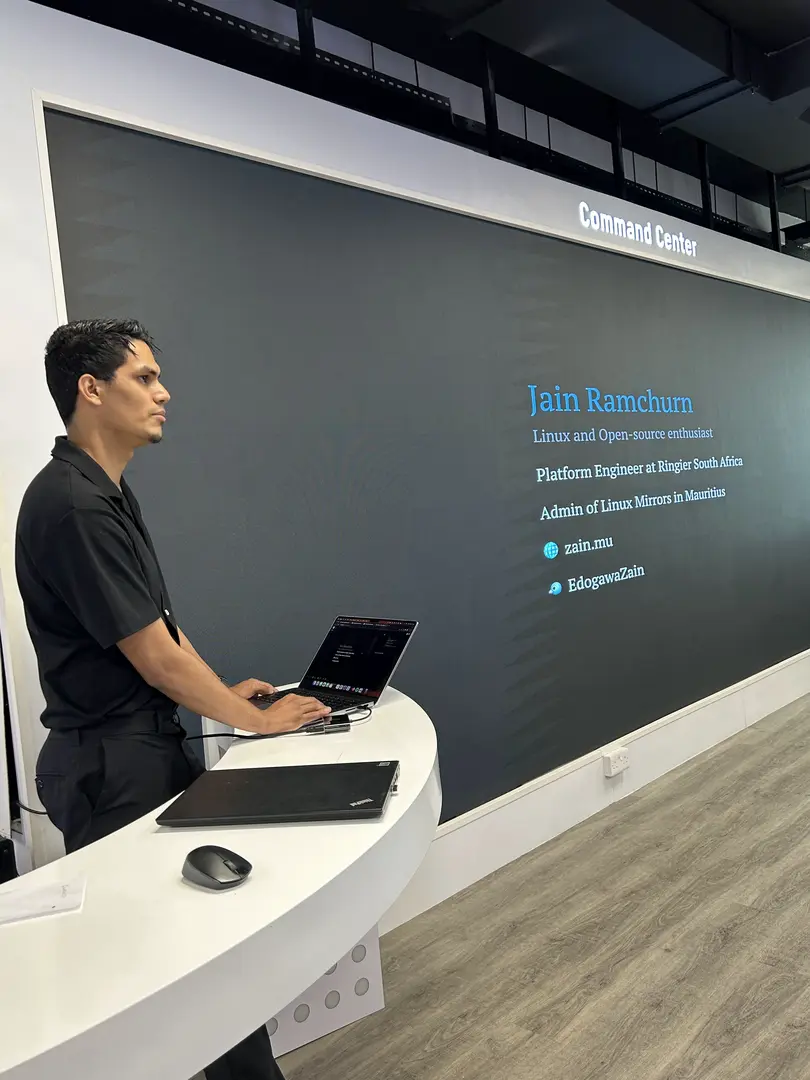 Command Center
Jain Ramchurn
Linux and Open-source enthusiast
Platform Engineer at Ringier South Africa
Admin of Linux Mirrors in Mauritius
zain.mu
EdogawaZain